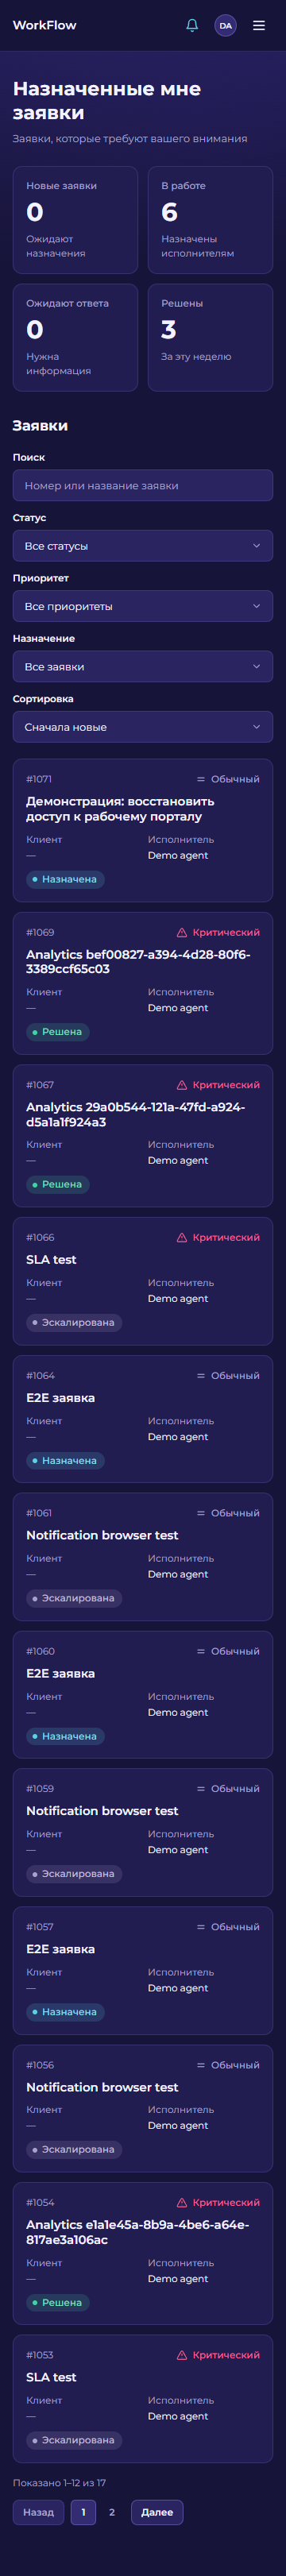 WorkFlow
DA
Назначенные мне
заявки
Заявки, которые требуют вашего внимания
Новые заявки
0
Ожидают
назначения
В работе
6
Назначены
исполнителям
Ожидают ответа
0
Нужна
информация
Решены
3
За эту неделю
Заявки
Поиск
Номер или название заявки
Статус
Все статусы
Приоритет
Все приоритеты
Назначение
Все заявки
Сортировка
Сначала новые
#1071 Обычный
Демонстрация: восстановить
доступ к рабочему порталу
Клиент Исполнитель
— Demo agent
Назначена
#1069 Критический
Analytics bef00827-a394-4d28-80f6-
3389ccf65c03
Клиент Исполнитель
— Demo agent
Решена
#1067 Критический
Analytics 29a0b544-121a-47fd-a924-
d5a1a1f924a3
Клиент Исполнитель
— Demo agent
Решена
#1066 Критический
SLA test
Клиент Исполнитель
— Demo agent
Эскалирована
#1064 Обычный
E2E заявка
Клиент Исполнитель
— Demo agent
Назначена
#1061 Обычный
Notification browser test
Клиент Исполнитель
— Demo agent
Эскалирована
#1060 Обычный
E2E заявка
Клиент Исполнитель
— Demo agent
Назначена
#1059 Обычный
Notification browser test
Клиент Исполнитель
— Demo agent
Эскалирована
#1057 Обычный
E2E заявка
Клиент Исполнитель
— Demo agent
Назначена
#1056 Обычный
Notification browser test
Клиент Исполнитель
— Demo agent
Эскалирована
#1054 Критический
Analytics e1a1e45a-8b9a-4be6-a64e-
817ae3a106ac
Клиент Исполнитель
— Demo agent
Решена
#1053 Критический
SLA test
Клиент Исполнитель
— Demo agent
Эскалирована
Показано 1–12 из 17
Назад 1 2 Далее